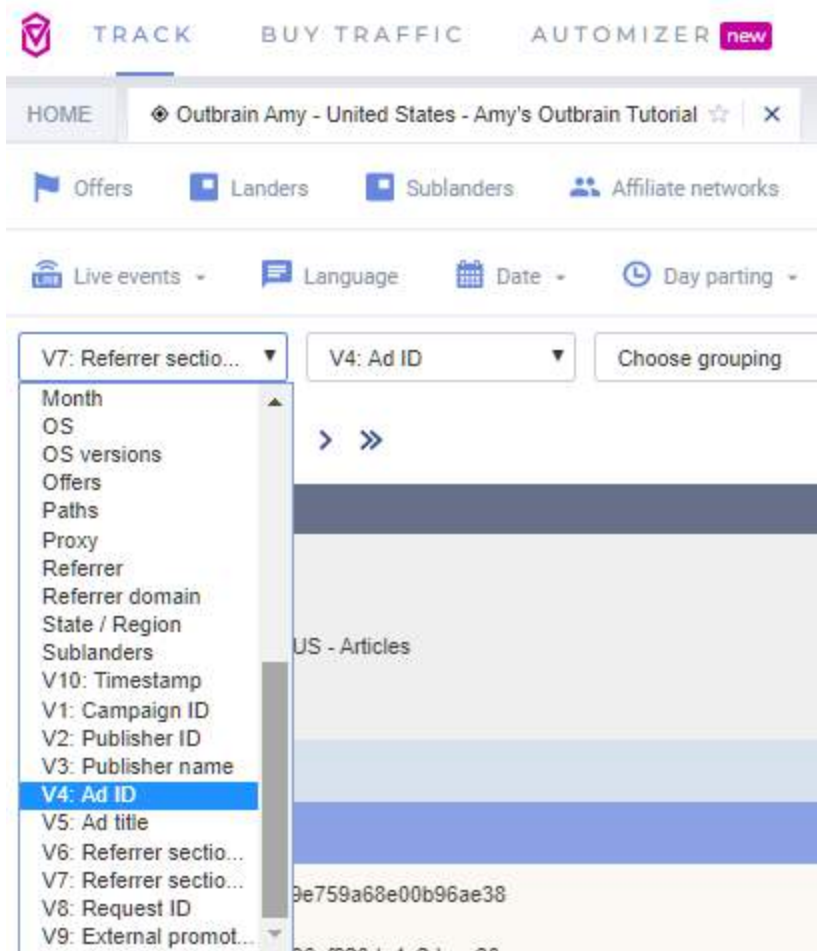 TRACK BUY TRAFFIC AUTOMIZER new
HOME Outbrain Amy - United States - Amy's Outbrain Tutorial
Offers Landers Sublanders Affiliate networks
Live events Language Date Day parting
V7: Referrer sectio... V4: Ad ID Choose grouping
Month
OS
OS versions
Offers
Paths
Proxy
Referrer
Referrer domain
State / Region
Sublanders
US - Articles
V10: Timestamp
V1: Campaign ID
V2: Publisher ID
V3: Publisher name
V4: Ad ID
V5: Ad title
V6: Referrer sectio...
V7: Referrer sectio...
9e759a68e00b96ae38
V8: Request ID
V9: External promot...